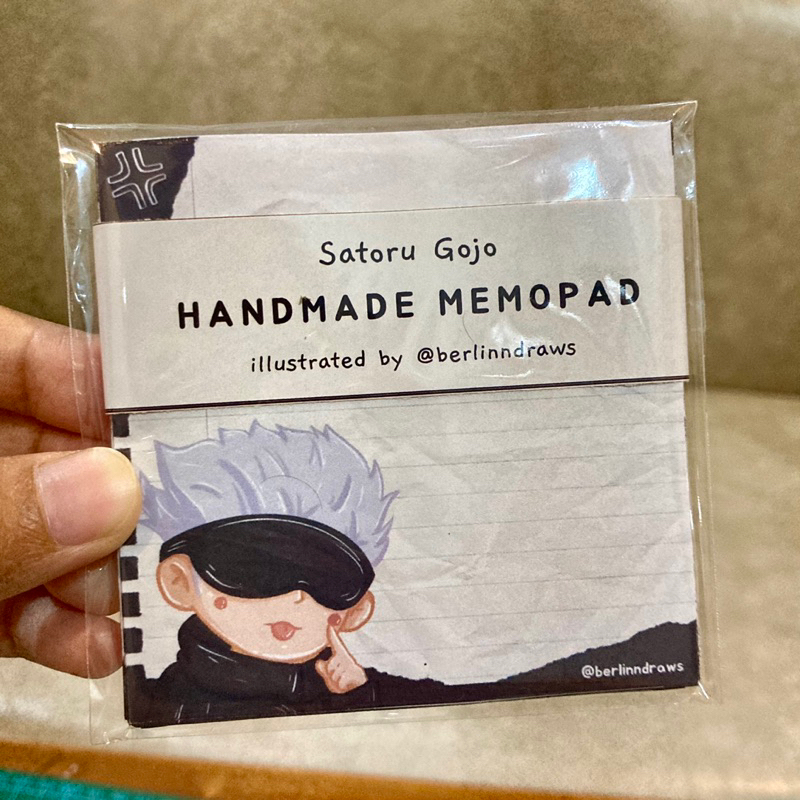 Satoru Gojo
HANDMADE MEMOPAD
illustrated by @berlinndraws
@berlinndraws